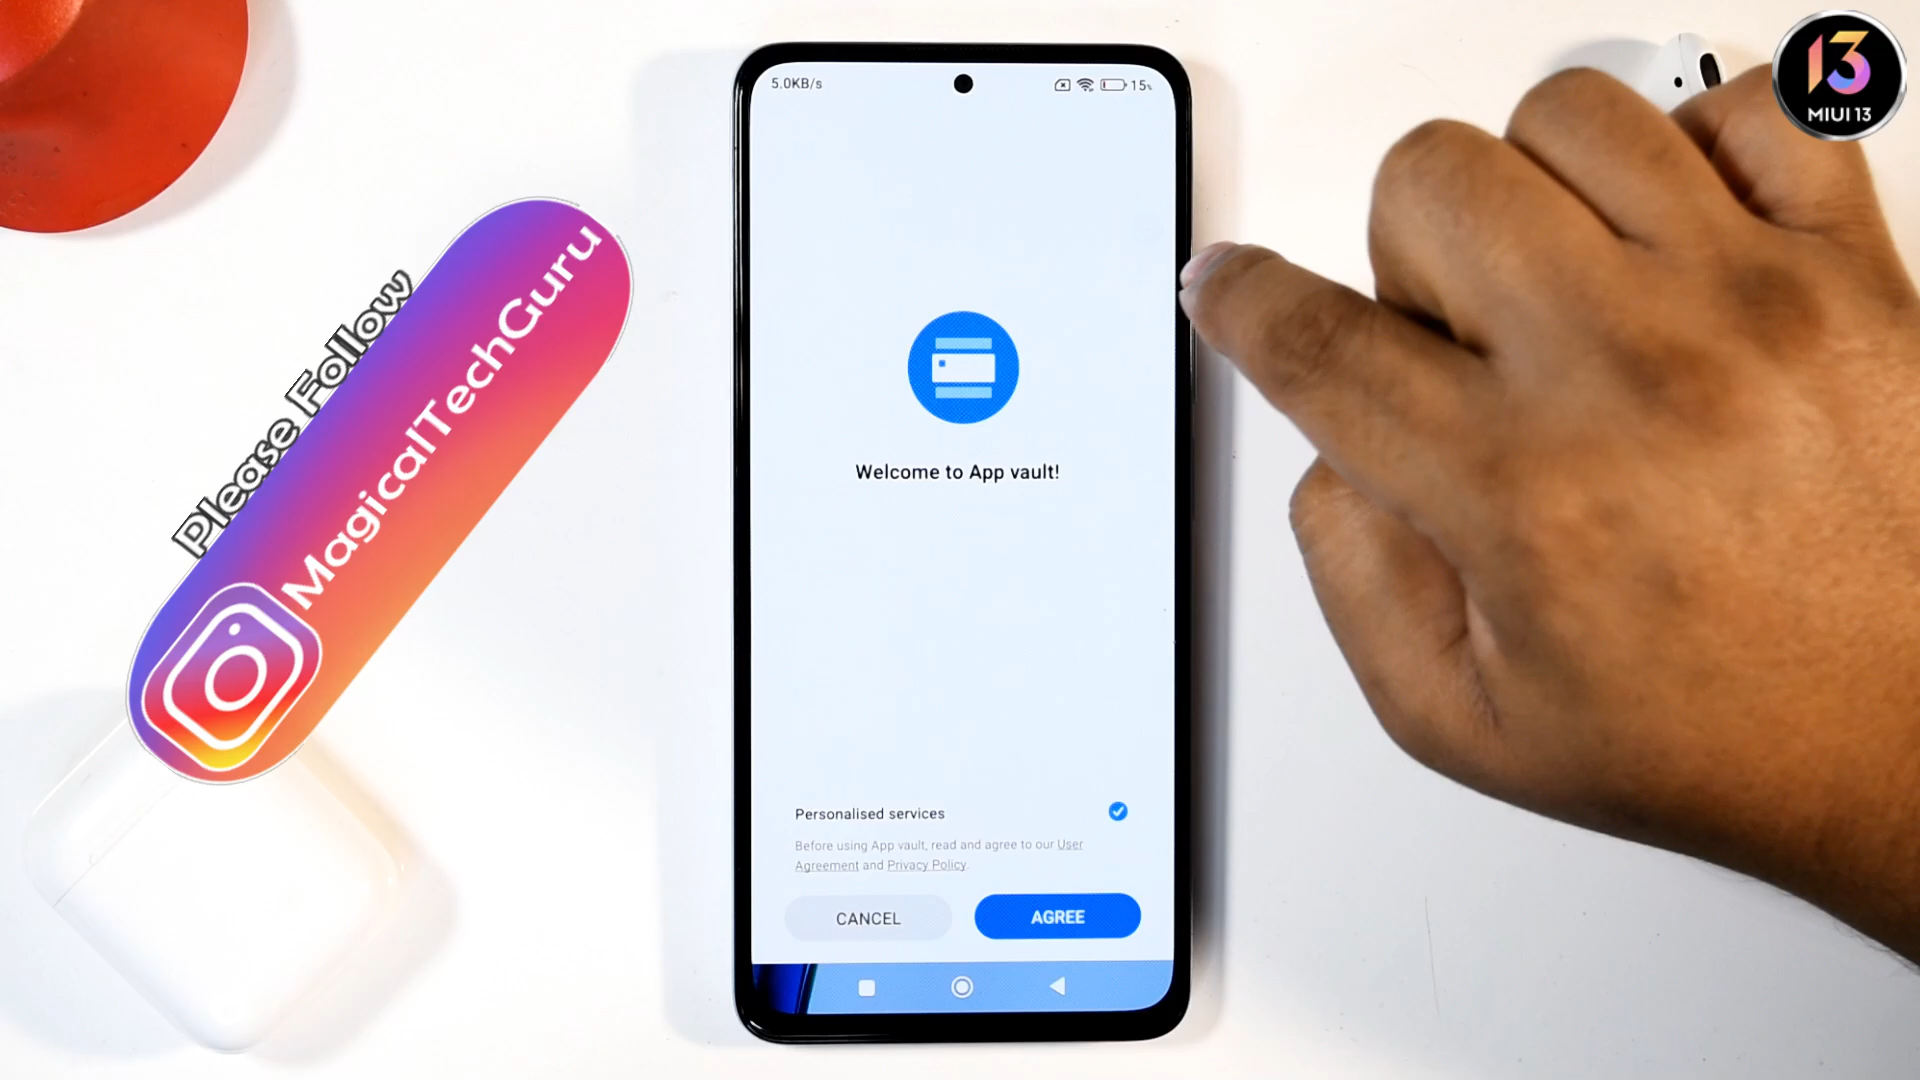 5.0KB/s
15%
13
MIUI 13
Please Follow
MagicalTechGuru
Welcome to App vault!
Personalised services
Before using App vault, read and agree to our User
Agreement and Privacy Policy.
CANCEL
AGREE